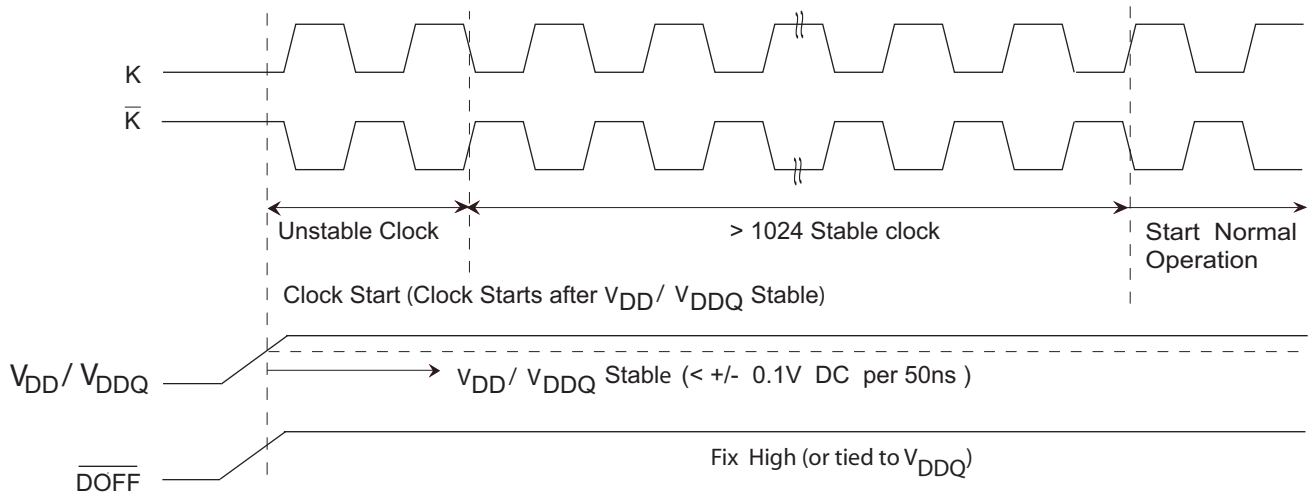 K
K̅
Unstable Clock
> 1024 Stable clock
Start Normal
Operation
Clock Start (Clock Starts after VDD/ VDDQ Stable)
VDD/ VDDQ
VDD/ VDDQ Stable (< +/- 0.1V DC per 50ns )
Fix High (or tied to VDDQ)
D̅O̅F̅F̅